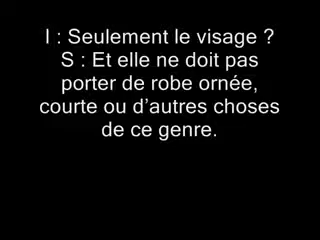 I : Seulement le visage ?
S : Et elle ne doit pas
porter de robe ornée,
courte ou d’autres choses
de ce genre.